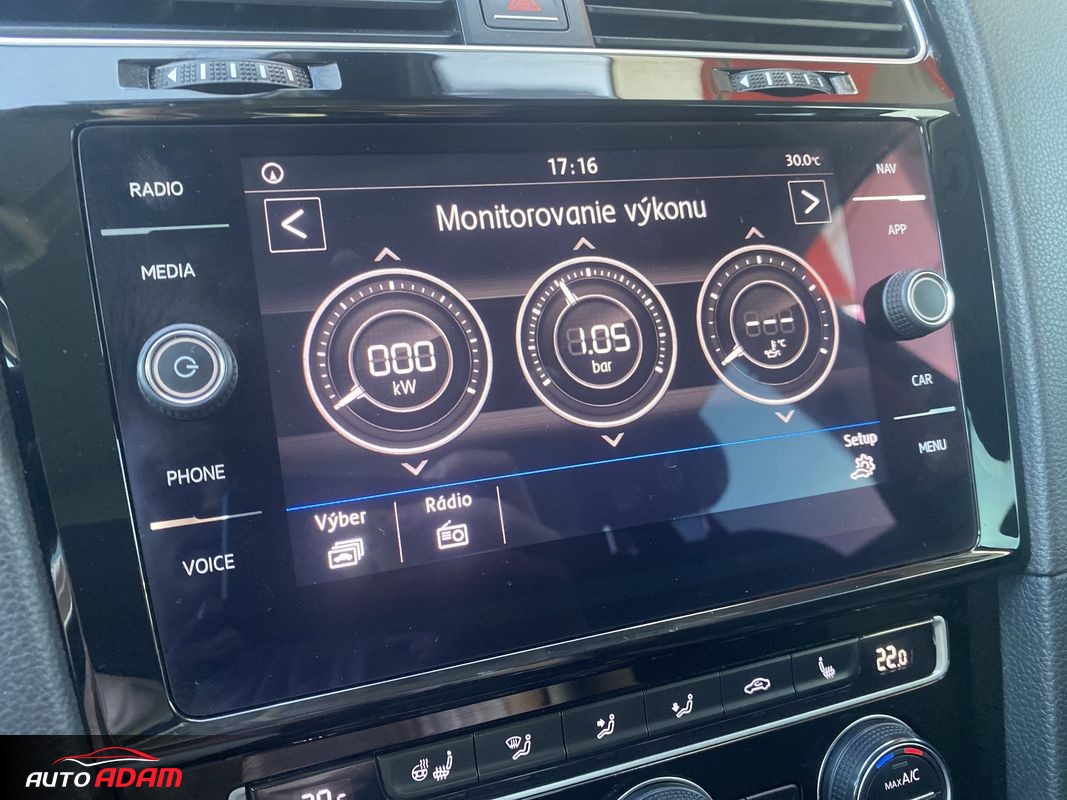 17:16
30.0°C
RADIO
NAV
Monitorovanie výkonu
APP
MEDIA
000
kW
1.05
bar
---
°C
CAR
PHONE
Setup
MENU
Výber
Rádio
VOICE
22.0
MAX A/C
AUTO ADAM